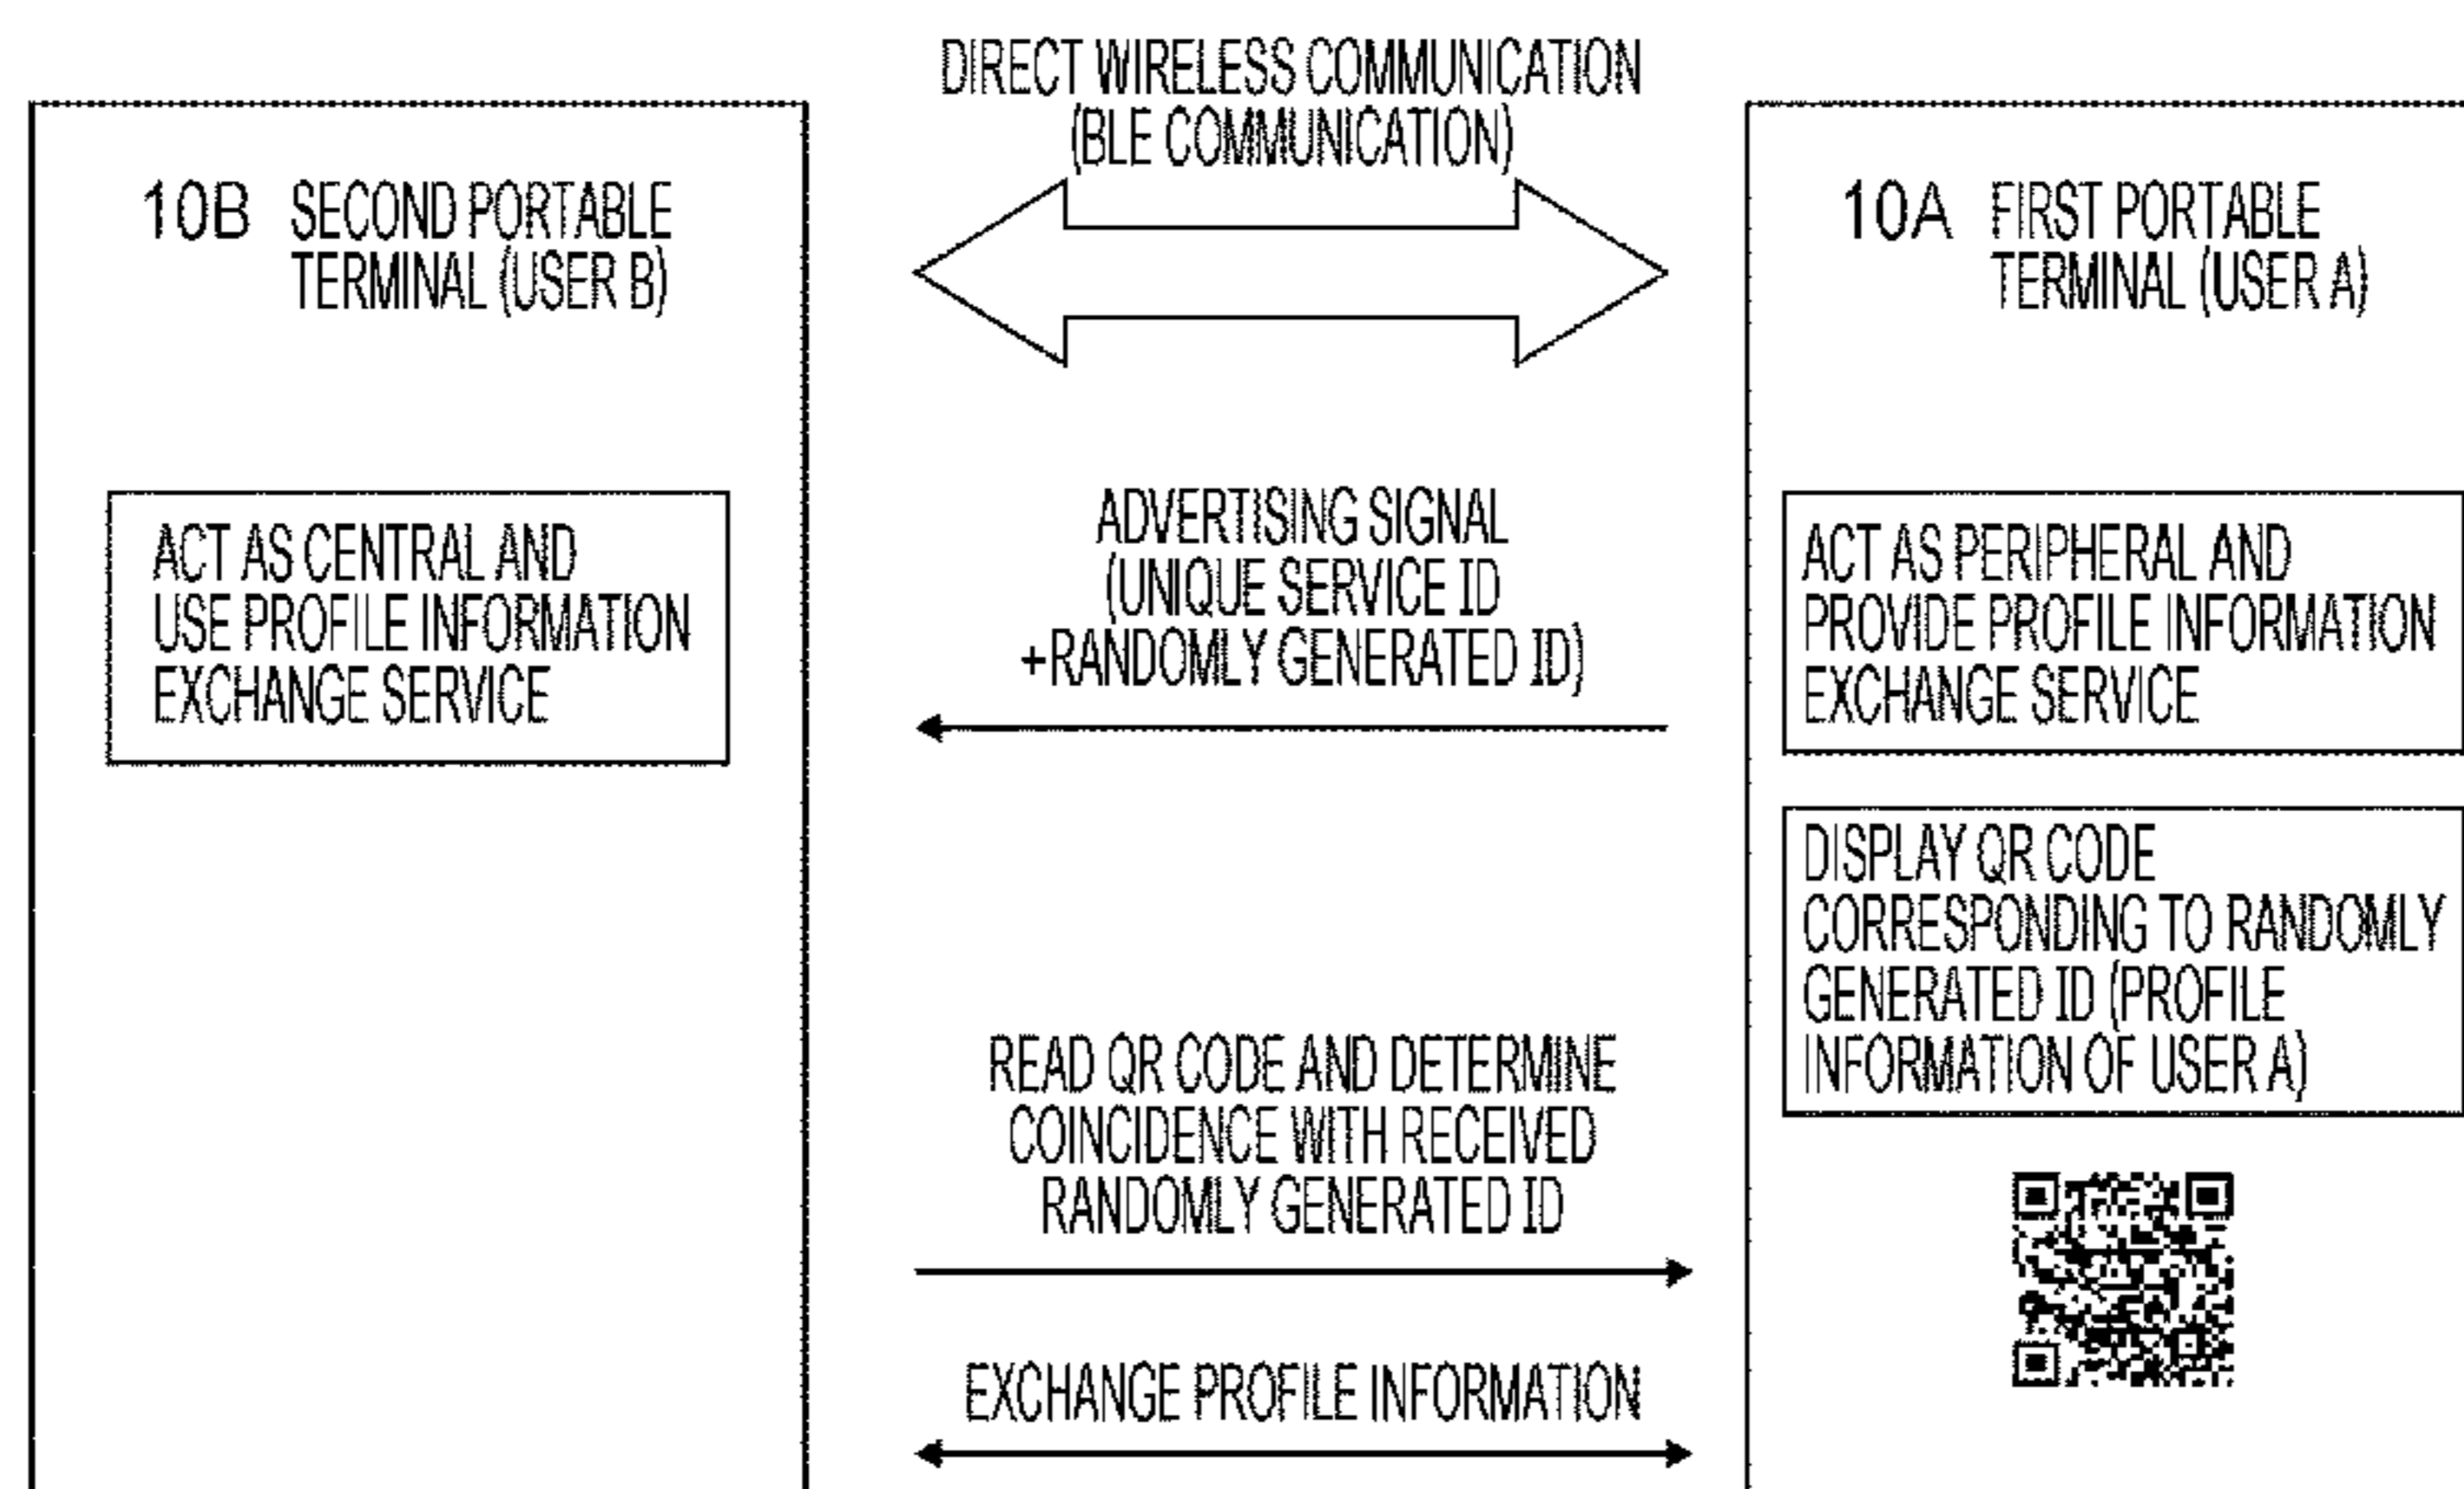 DIRECT WIRELESS COMMUNICATION
(BLE COMMUNICATION)
10B SECOND PORTABLE
TERMINAL (USER B)
10A FIRST PORTABLE
TERMINAL (USER A)
ACT AS CENTRAL AND
USE PROFILE INFORMATION
EXCHANGE SERVICE
ADVERTISING SIGNAL
(UNIQUE SERVICE ID
+RANDOMLY GENERATED ID)
ACT AS PERIPHERAL AND
PROVIDE PROFILE INFORMATION
EXCHANGE SERVICE
DISPLAY QR CODE
CORRESPONDING TO RANDOMLY
GENERATED ID (PROFILE
INFORMATION OF USER A)
READ QR CODE AND DETERMINE
COINCIDENCE WITH RECEIVED
RANDOMLY GENERATED ID
EXCHANGE PROFILE INFORMATION